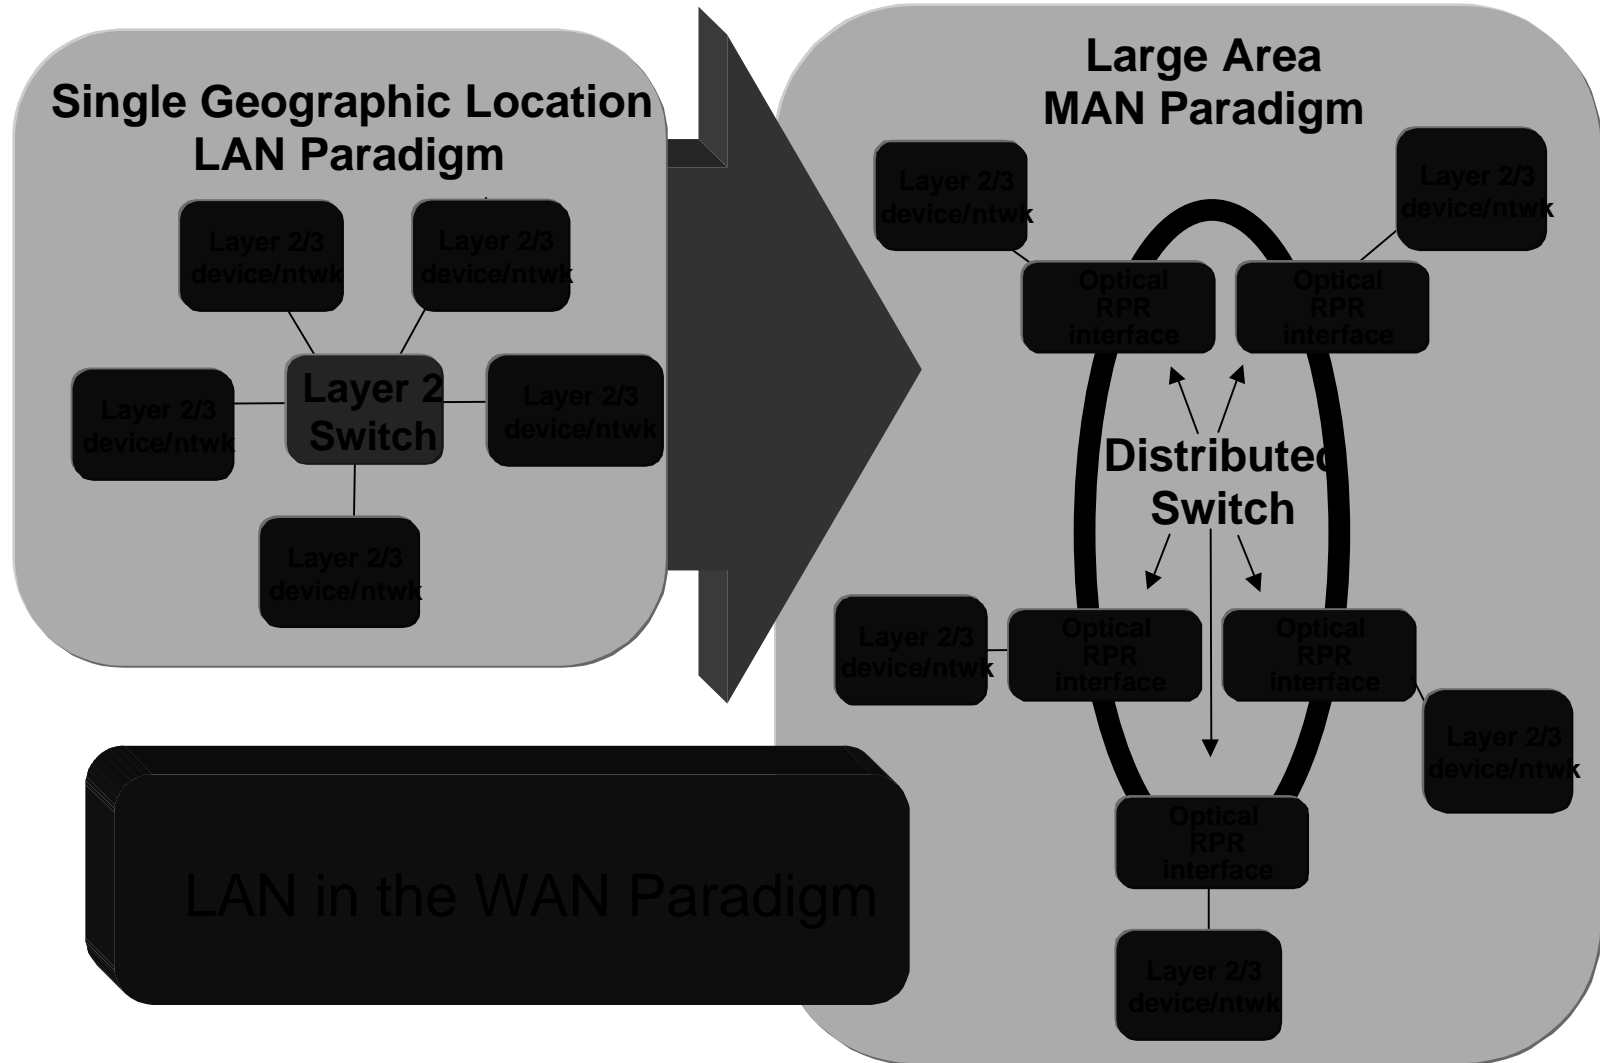 Single Geographic Location
LAN Paradigm
Layer 2/3
device/ntwk
Layer 2/3
device/ntwk
Layer 2/3
device/ntwk
Layer 2
Switch
Layer 2/3
device/ntwk
Layer 2/3
device/ntwk
Large Area
MAN Paradigm
Layer 2/3
device/ntwk
Layer 2/3
device/ntwk
Optical
RPR
interface
Optical
RPR
interface
Distributed
Switch
Layer 2/3
device/ntwk
Optical
RPR
interface
Optical
RPR
interface
Layer 2/3
device/ntwk
Optical
RPR
interface
Layer 2/3
device/ntwk
LAN in the WAN Paradigm